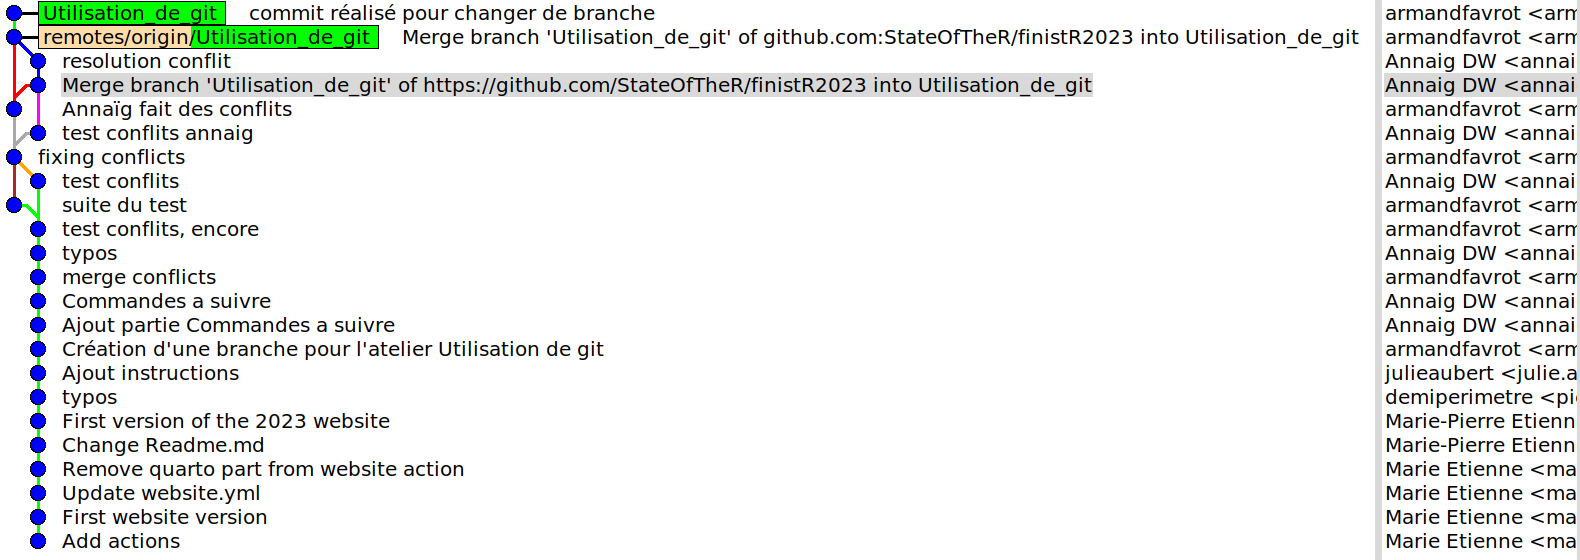 Utilisation_de_git commit réalisé pour changer de branche armandfavrot <arm
remotes/origin/Utilisation_de_git Merge branch 'Utilisation_de_git' of github.com:StateOfTheR/finistR2023 into Utilisation_de_git armandfavrot <arm
resolution conflit Annaig DW <annai
Merge branch 'Utilisation_de_git' of https://github.com/StateOfTheR/finistR2023 into Utilisation_de_git Annaig DW <annai
Annaïg fait des conflits armandfavrot <arm
test conflits annaig Annaig DW <annai
fixing conflicts armandfavrot <arm
test conflits Annaig DW <annai
suite du test armandfavrot <arm
test conflits, encore armandfavrot <arm
typos Annaig DW <annai
merge conflicts armandfavrot <arm
Commandes a suivre Annaig DW <annai
Ajout partie Commandes a suivre Annaig DW <annai
Création d'une branche pour l'atelier Utilisation de git armandfavrot <arm
Ajout instructions julieaubert <julie.a
typos demiperimetre <pi
First version of the 2023 website Marie-Pierre Etienn
Change Readme.md Marie-Pierre Etienn
Remove quarto part from website action Marie Etienne <ma
Update website.yml Marie Etienne <ma
First website version Marie Etienne <ma
Add actions Marie Etienne <ma